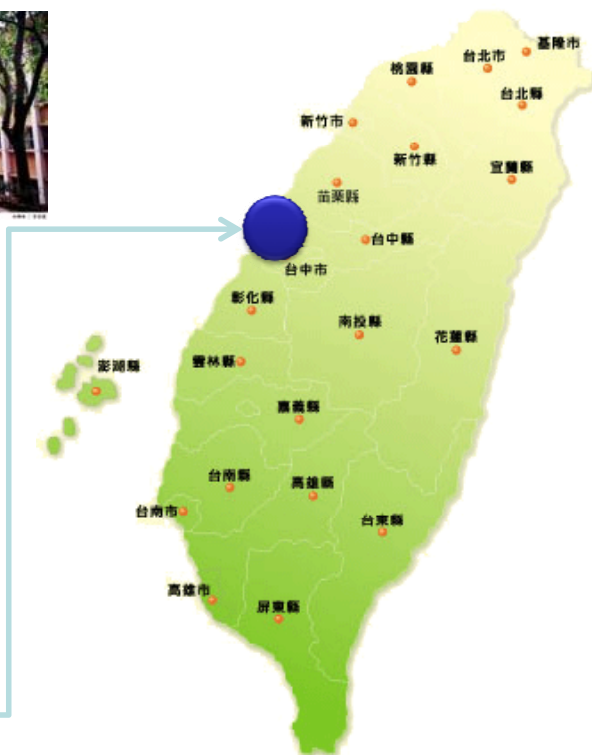 基隆市
台北市
桃園縣
台北縣
新竹市
新竹縣
宜蘭縣
苗栗縣
台中縣
台中市
彰化縣
南投縣
花蓮縣
雲林縣
澎湖縣
嘉義縣
台南縣
高雄縣
台南市
台東縣
高雄市
屏東縣